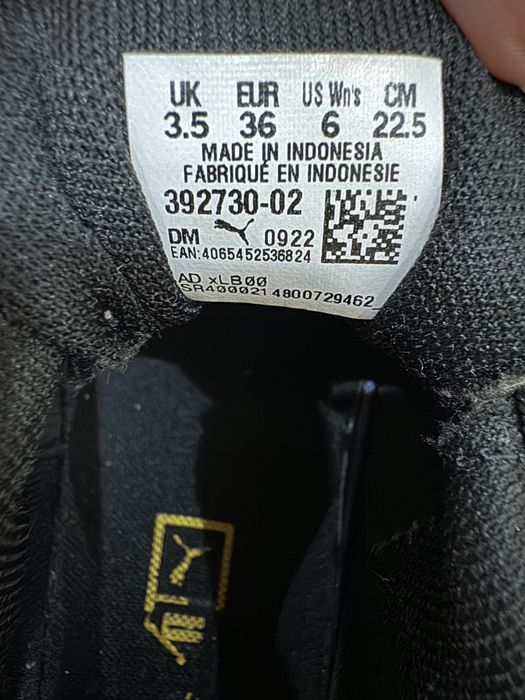 UK EUR US Wn's CM
3.5 36 6 22.5
MADE IN INDONESIA
FABRIQUÉ EN INDONESIE
392730-02
DM 0922
EAN:4065452536824
AD xLB00
SR4000214800729462